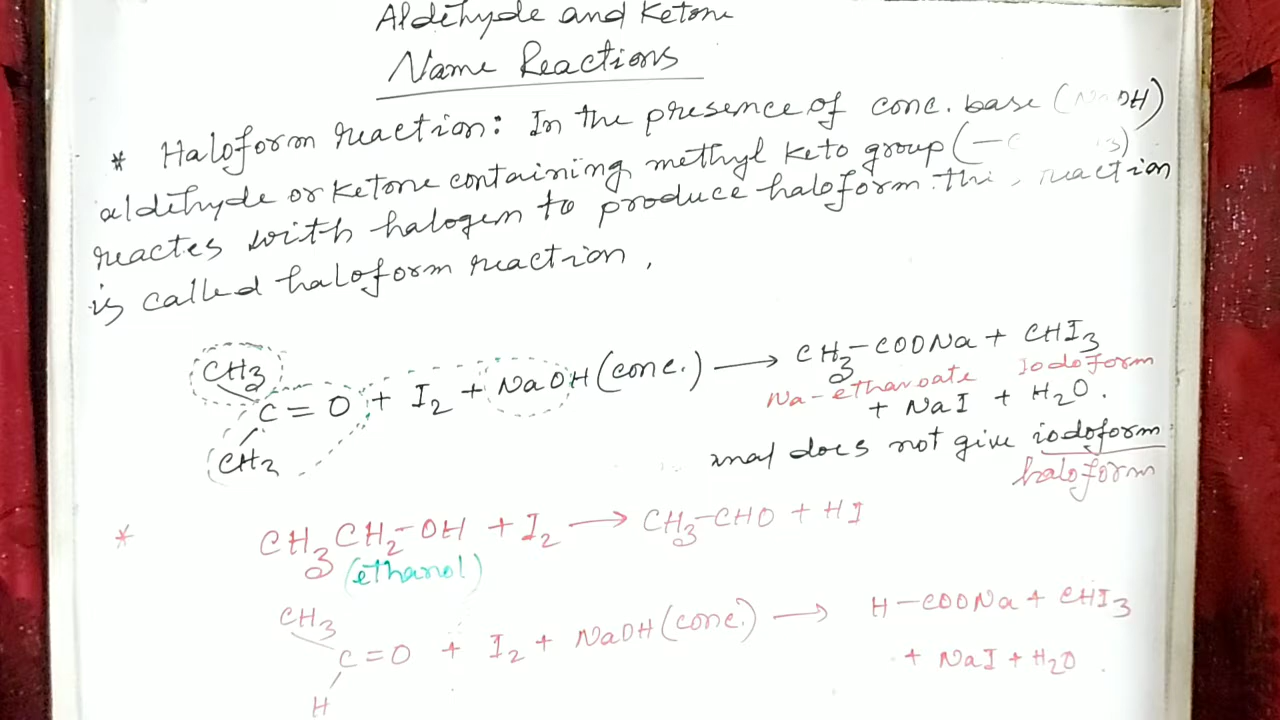 Aldehyde and Ketone
Name Reactions
* Haloform reaction: In the presence of conc. base (NaOH)
aldehyde or ketone containing methyl keto group (-C
reactes with halogen to produce haloform. this reaction
is called haloform reaction,
CH3
C=O + I2 + NaOH (conc.) → CH3-COONa + CHI3
CH3
Na-ethanoate Iodoform
+ NaI + H2O.
does not give iodoform
haloform
* CH3CH2-OH + I2 → CH3-CHO + HI
(ethanol)
CH3
C=O + I2 + NaOH (conc.) → H-COONa + CHI3
H
+ NaI + H2O